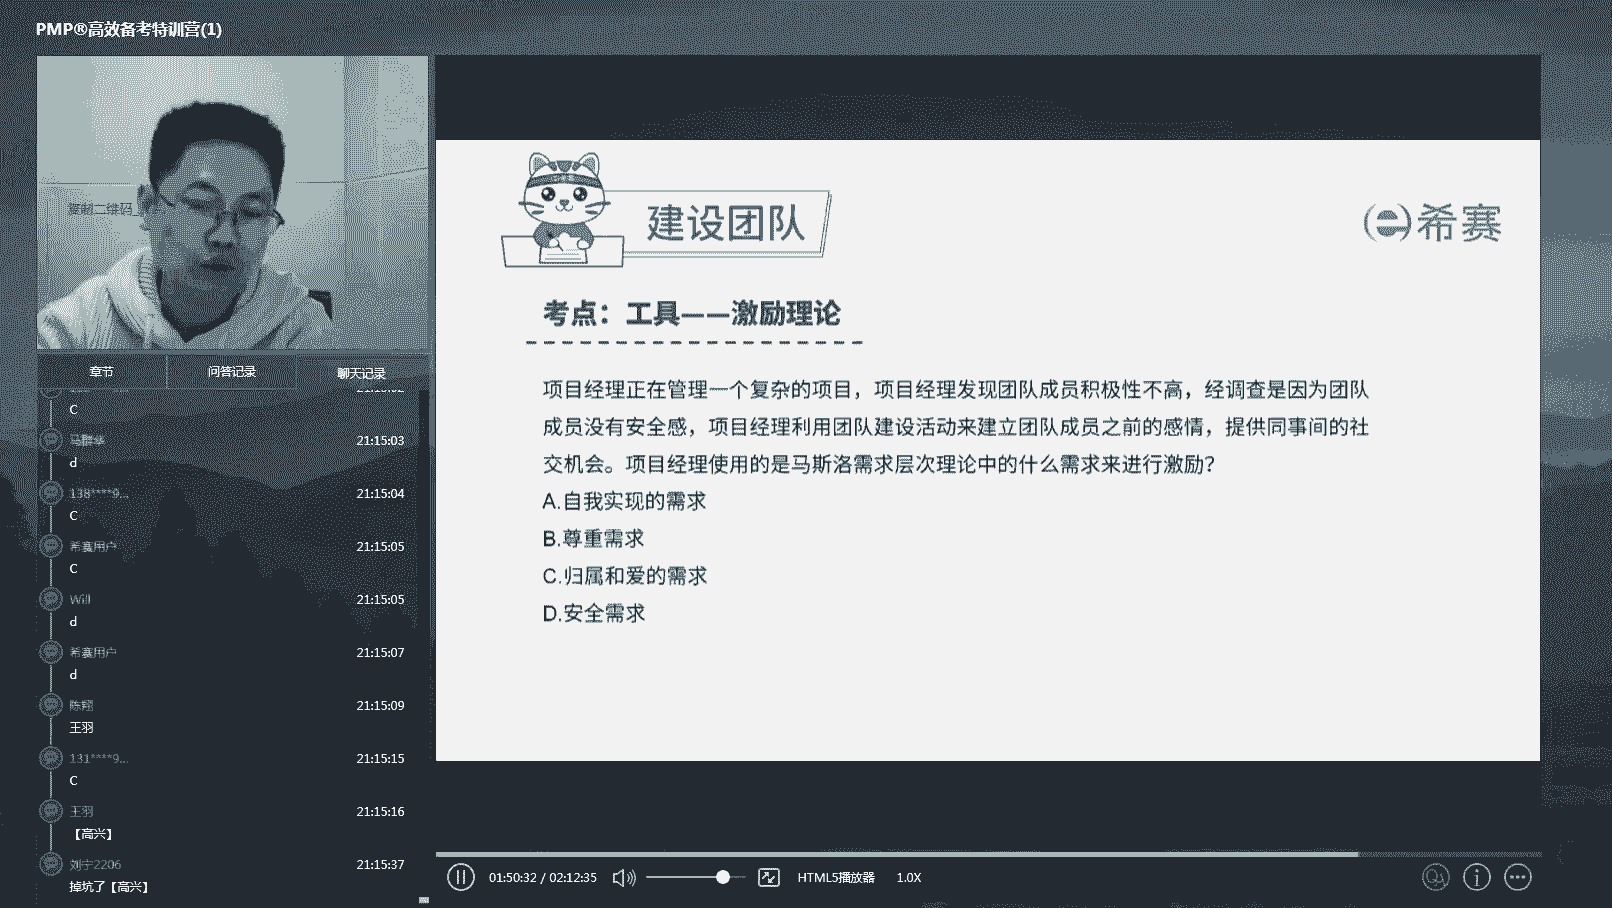 PMP®高效备考特训营(1)
复制二维码
章节
问答记录
聊天记录
C
马群华
21:15:03
d
138****9...
21:15:04
C
希赛用户
21:15:05
C
Will
21:15:05
d
希赛用户
21:15:07
d
陈翔
21:15:09
王羽
131****9...
21:15:15
C
王羽
21:15:16
【高兴】
刘宁2206
21:15:37
掉坑了【高兴】
建设团队
希赛
考点：工具——激励理论
项目经理正在管理一个复杂的项目，项目经理发现团队成员积极性不高，经调查是因为团队
成员没有安全感，项目经理利用团队建设活动来建立团队成员之前的感情，提供同事间的社
交机会。项目经理使用的是马斯洛需求层次理论中的什么需求来进行激励？
A.自我实现的需求
B.尊重需求
C.归属和爱的需求
D.安全需求
01:50:32 / 02:12:35
HTML5播放器
1.0X